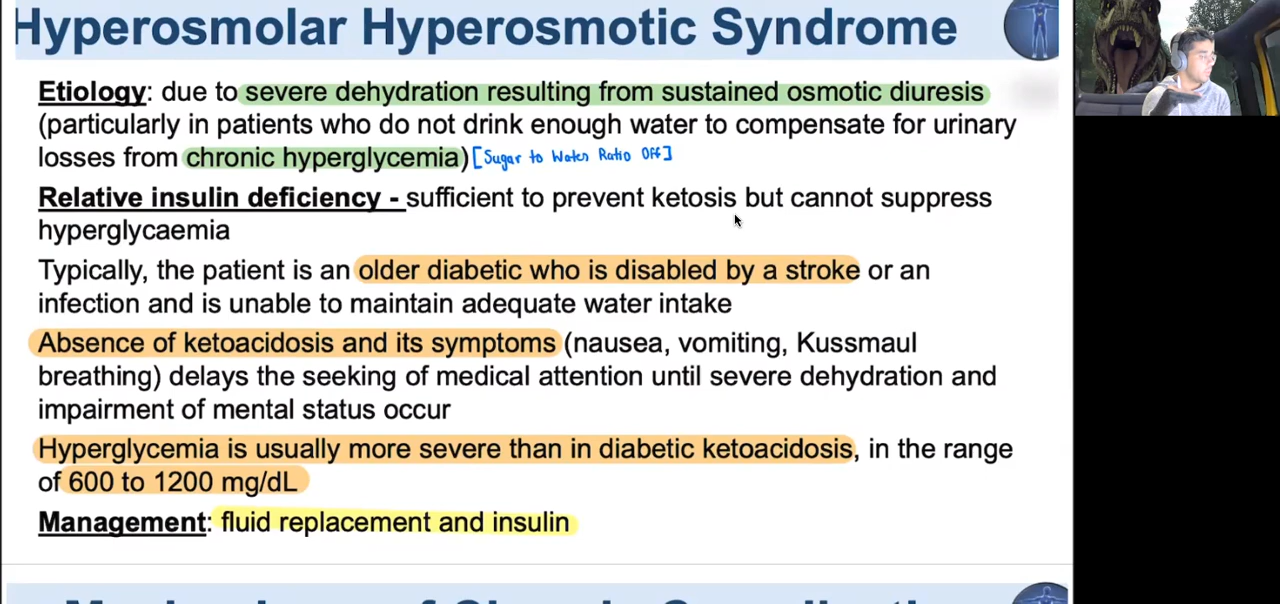 Hyperosmolar Hyperosmotic Syndrome
Etiology: due to severe dehydration resulting from sustained osmotic diuresis
(particularly in patients who do not drink enough water to compensate for urinary
losses from chronic hyperglycemia) [Sugar to Water Ratio Off]
Relative insulin deficiency - sufficient to prevent ketosis but cannot suppress
hyperglycaemia
Typically, the patient is an older diabetic who is disabled by a stroke or an
infection and is unable to maintain adequate water intake
Absence of ketoacidosis and its symptoms (nausea, vomiting, Kussmaul
breathing) delays the seeking of medical attention until severe dehydration and
impairment of mental status occur
Hyperglycemia is usually more severe than in diabetic ketoacidosis, in the range
of 600 to 1200 mg/dL
Management: fluid replacement and insulin